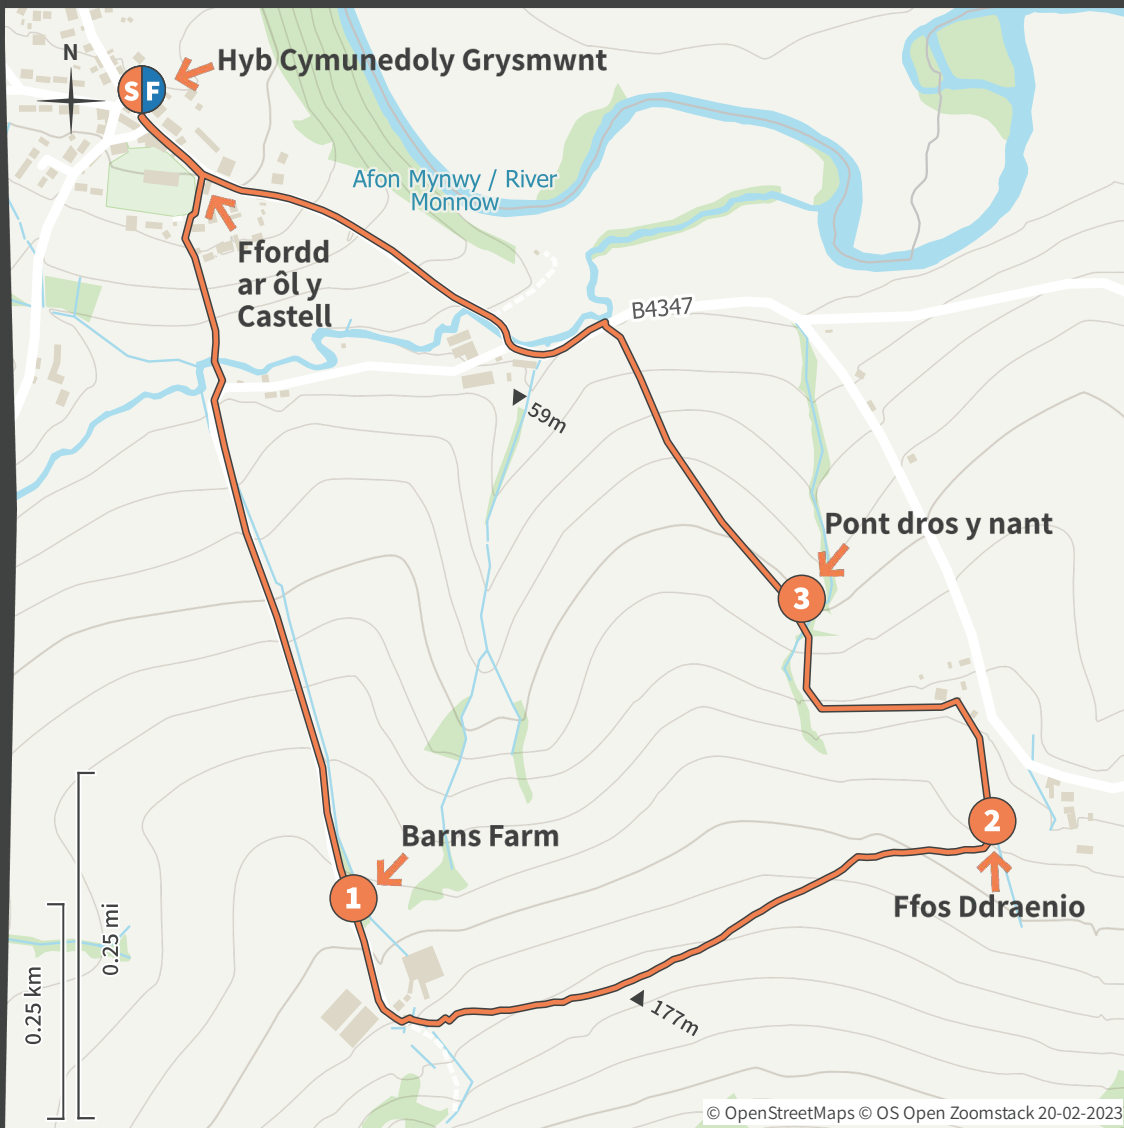 N
Hyb Cymunedoly Grysmwnt
S F
Afon Mynwy / River
Monnow
Ffordd
ar ôl y
Castell
B4347
59m
Pont dros y nant
3
2
Barns Farm
1
Ffos Ddraenio
0.25 mi
0.25 km
177m
© OpenStreetMaps © OS Open Zoomstack 20-02-2023